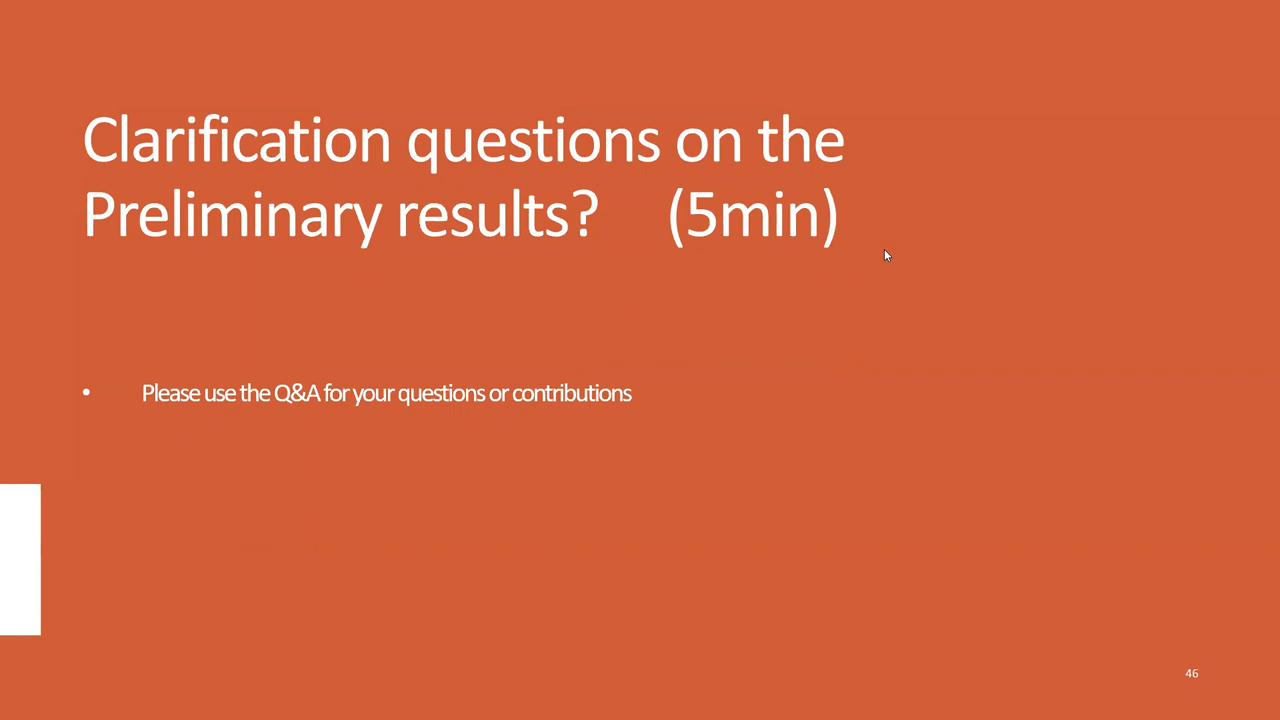 Clarification questions on the
Preliminary results? (5min)
• Please use the Q&A for your questions or contributions
46